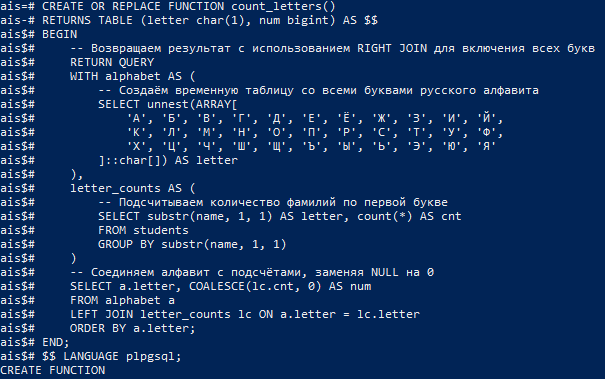 ais=# CREATE OR REPLACE FUNCTION count_letters()
ais-# RETURNS TABLE (letter char(1), num bigint) AS $$
ais$# BEGIN
ais$#     -- Возвращаем результат с использованием RIGHT JOIN для включения всех букв
ais$#     RETURN QUERY
ais$#     WITH alphabet AS (
ais$#         -- Создаём временную таблицу со всеми буквами русского алфавита
ais$#         SELECT unnest(ARRAY[
ais$#             'А', 'Б', 'В', 'Г', 'Д', 'Е', 'Ё', 'Ж', 'З', 'И', 'Й',
ais$#             'К', 'Л', 'М', 'Н', 'О', 'П', 'Р', 'С', 'Т', 'У', 'Ф',
ais$#             'Х', 'Ц', 'Ч', 'Ш', 'Щ', 'Ъ', 'Ы', 'Ь', 'Э', 'Ю', 'Я'
ais$#         ]::char[]) AS letter
ais$#     ),
ais$#     letter_counts AS (
ais$#         -- Подсчитываем количество фамилий по первой букве
ais$#         SELECT substr(name, 1, 1) AS letter, count(*) AS cnt
ais$#         FROM students
ais$#         GROUP BY substr(name, 1, 1)
ais$#     )
ais$#     -- Соединяем алфавит с подсчётами, заменяя NULL на 0
ais$#     SELECT a.letter, COALESCE(lc.cnt, 0) AS num
ais$#     FROM alphabet a
ais$#     LEFT JOIN letter_counts lc ON a.letter = lc.letter
ais$#     ORDER BY a.letter;
ais$# END;
ais$# $$ LANGUAGE plpgsql;
CREATE FUNCTION